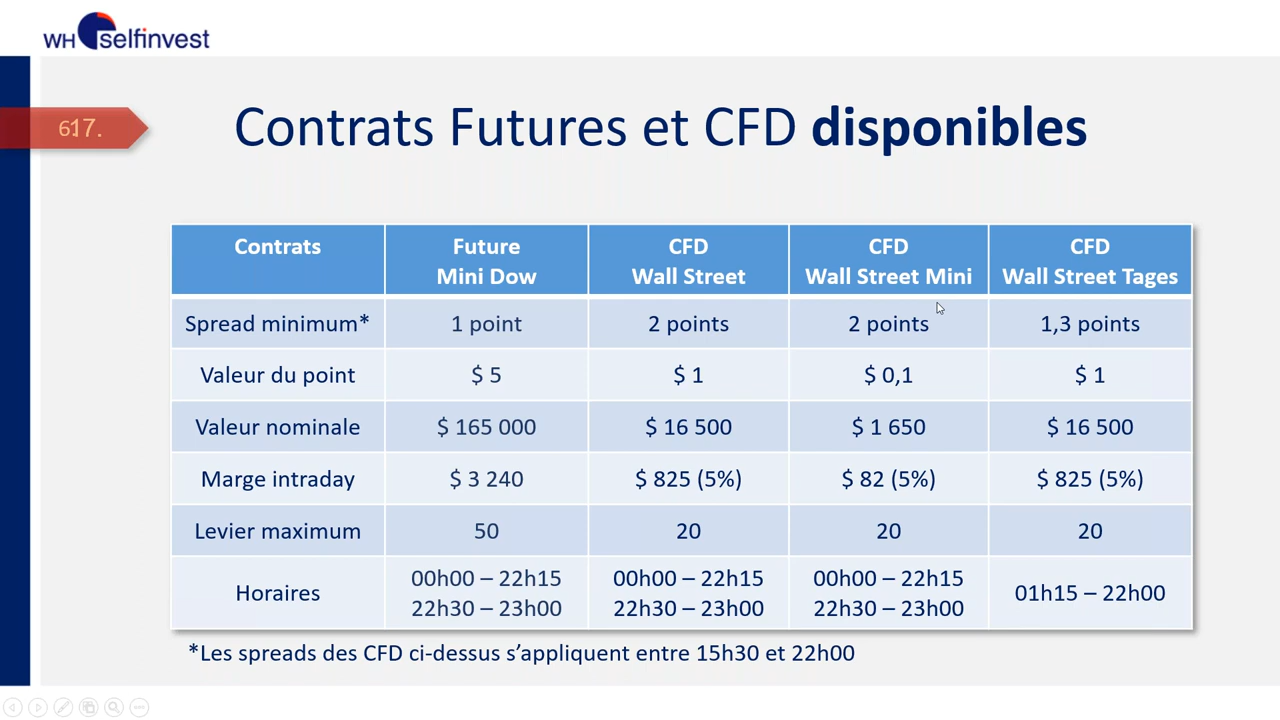 WH selfinvest
Contrats Futures et CFD disponibles
Contrats
Future
Mini Dow
CFD
Wall Street
CFD
Wall Street Mini
CFD
Wall Street Tages
Spread minimum* 1 point 2 points 2 points 1,3 points
Valeur du point $ 5 $ 1 $ 0,1 $ 1
Valeur nominale $ 165 000 $ 16 500 $ 1 650 $ 16 500
Marge intraday $ 3 240 $ 825 (5%) $ 82 (5%) $ 825 (5%)
Levier maximum 50 20 20 20
Horaires
00h00 – 22h15
22h30 – 23h00
00h00 – 22h15
22h30 – 23h00
00h00 – 22h15
22h30 – 23h00
01h15 – 22h00
*Les spreads des CFD ci-dessus s’appliquent entre 15h30 et 22h00